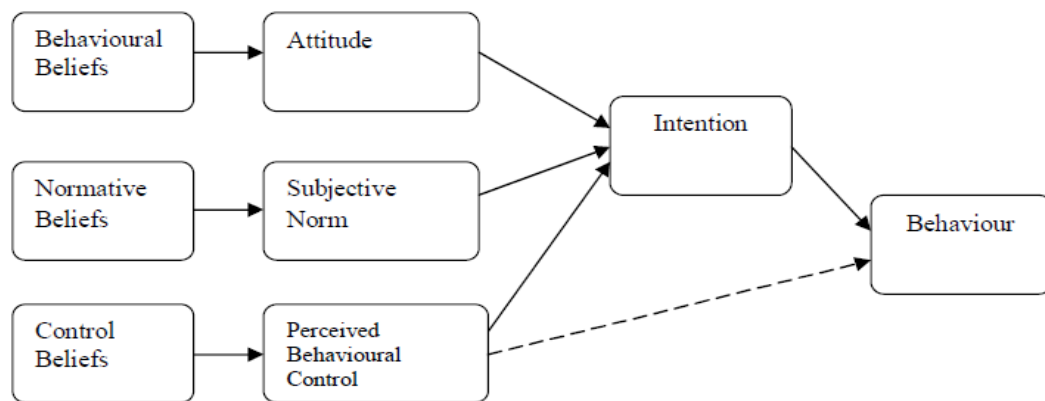 Behavioural
Beliefs
Attitude
Intention
Normative
Beliefs
Subjective
Norm
Behaviour
Control
Beliefs
Perceived
Behavioural
Control